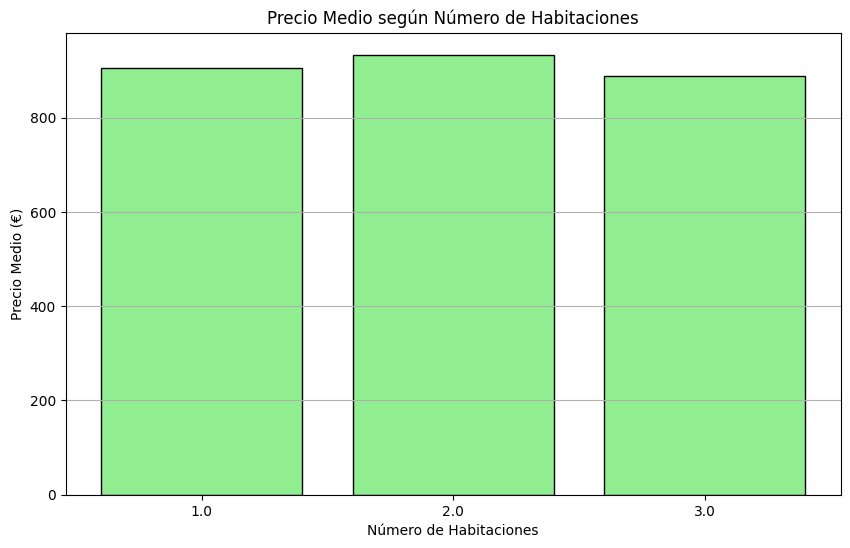 Precio Medio según Número de Habitaciones
Precio Medio (€)
800
600
400
200
0
1.0
2.0
3.0
Número de Habitaciones